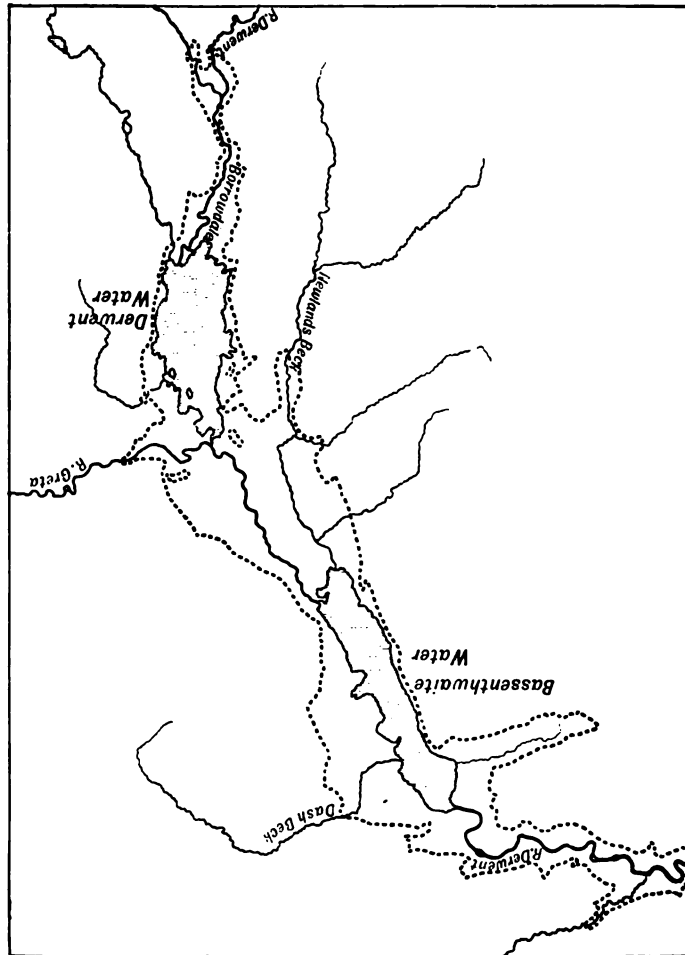 R.Derwent
Dash Beck
Bassenthwaite
Water
R. Greta
Newlands Beck
Derwent
Water
Borrowdale
R.Derwent